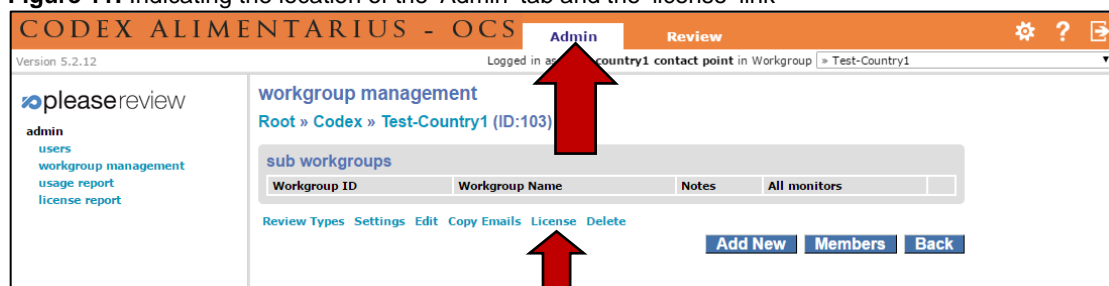 Figure 11: Indicating the location of the 'Admin' tab and the 'license' link
CODEX ALIMENTARIUS - OCS Admin Review ?
Version 5.2.12 Logged in as country1 contact point in Workgroup » Test-Country1
pleasereview
admin
users
workgroup management
usage report
license report
workgroup management
Root » Codex » Test-Country1 (ID:103)
sub workgroups
Workgroup ID Workgroup Name Notes All monitors
Review Types Settings Edit Copy Emails License Delete
Add New Members Back